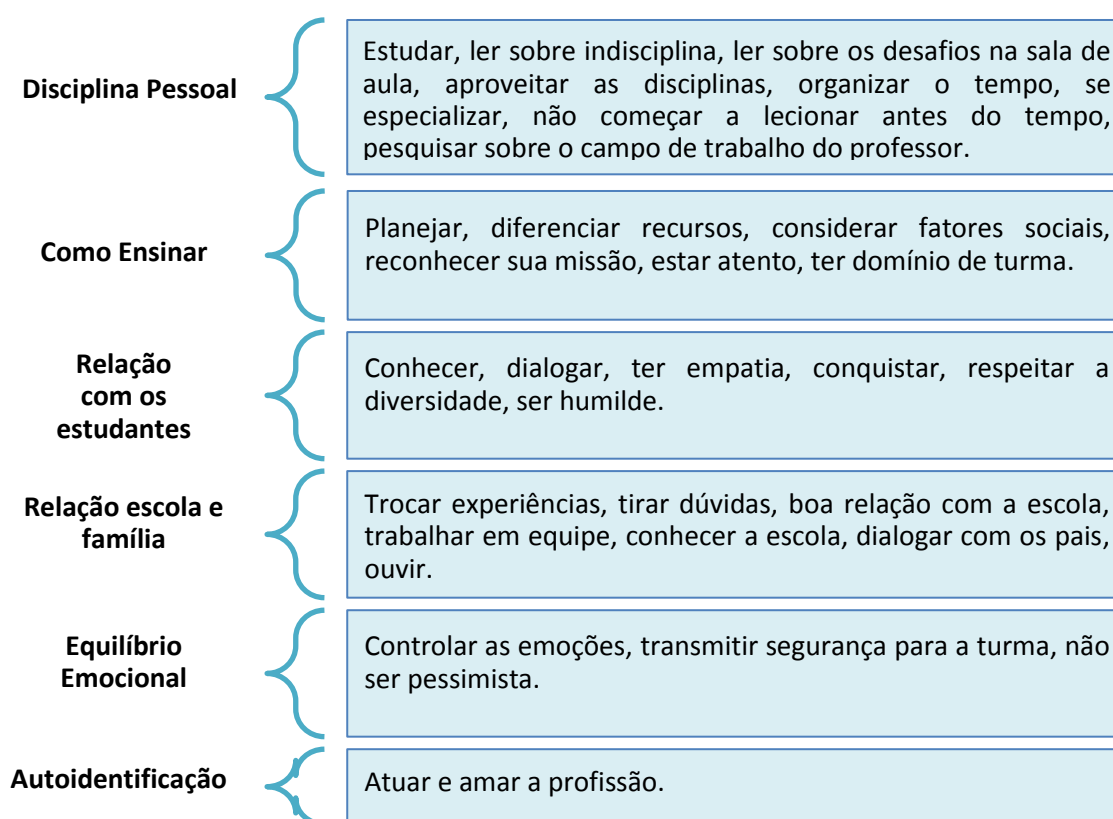 Disciplina Pessoal
Estudar, ler sobre indisciplina, ler sobre os desafios na sala de
aula, aproveitar as disciplinas, organizar o tempo, se
especializar, não começar a lecionar antes do tempo,
pesquisar sobre o campo de trabalho do professor.
Como Ensinar
Planejar, diferenciar recursos, considerar fatores sociais,
reconhecer sua missão, estar atento, ter domínio de turma.
Relação
com os
estudantes
Conhecer, dialogar, ter empatia, conquistar, respeitar a
diversidade, ser humilde.
Relação escola e
família
Trocar experiências, tirar dúvidas, boa relação com a escola,
trabalhar em equipe, conhecer a escola, dialogar com os pais,
ouvir.
Equilíbrio
Emocional
Controlar as emoções, transmitir segurança para a turma, não
ser pessimista.
Autoidentificação
Atuar e amar a profissão.